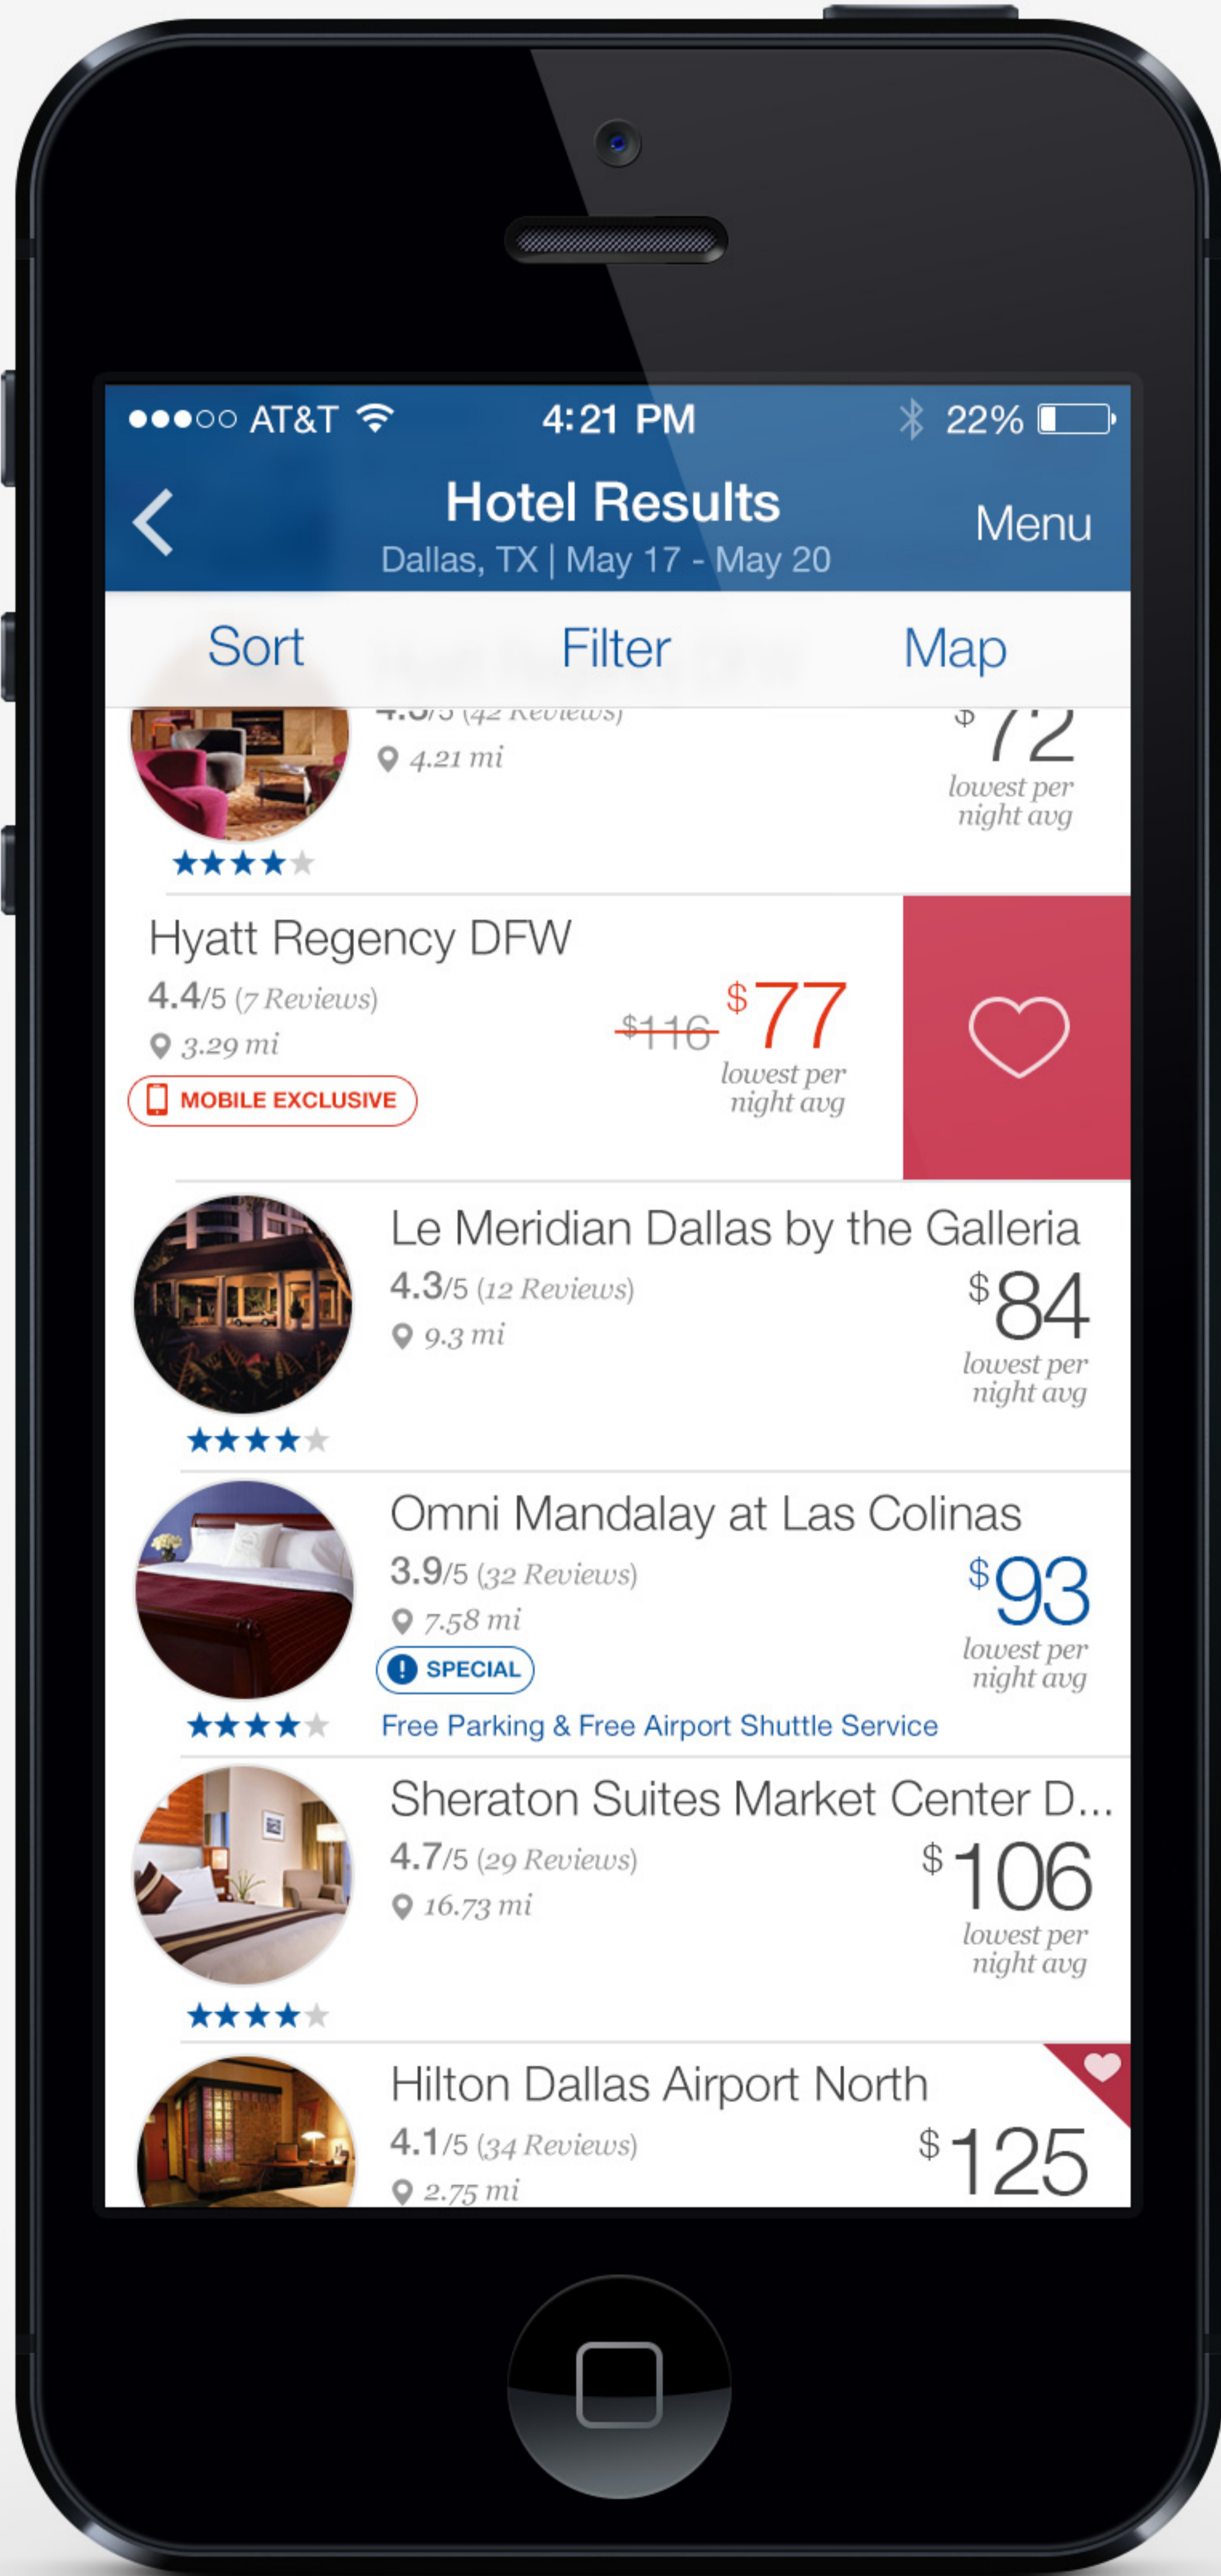 AT&T 4:21 PM 22%
Hotel Results
Dallas, TX | May 17 - May 20
Menu
Sort Filter Map
(42 Reviews)
4.21 mi
$72
lowest per
night avg
Hyatt Regency DFW
4.4/5 (7 Reviews)
3.29 mi
$116 $77
lowest per
night avg
MOBILE EXCLUSIVE
Le Meridian Dallas by the Galleria
4.3/5 (12 Reviews)
9.3 mi
$84
lowest per
night avg
Omni Mandalay at Las Colinas
3.9/5 (32 Reviews)
7.58 mi
$93
lowest per
night avg
SPECIAL
Free Parking & Free Airport Shuttle Service
Sheraton Suites Market Center D...
4.7/5 (29 Reviews)
16.73 mi
$106
lowest per
night avg
Hilton Dallas Airport North
4.1/5 (34 Reviews)
2.75 mi
$125